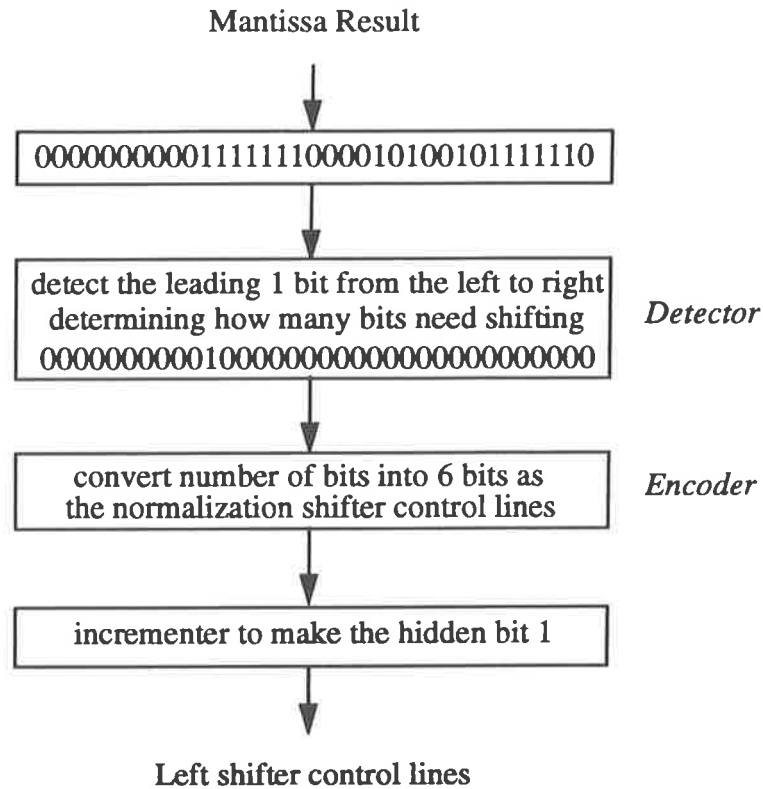 Mantissa Result
00000000001111111000010100101111110
detect the leading 1 bit from the left to right
determining how many bits need shifting
Detector
00000000001000000000000000000000000
convert number of bits into 6 bits as
Encoder
the normalization shifter control lines
incrementer to make the hidden bit 1
Left shifter control lines